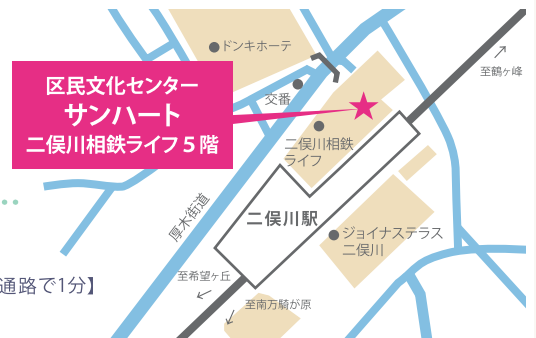 ドンキホーテ
至鶴ヶ峰
区民文化センター
サンハート
二俣川相鉄ライフ 5 階
交番
二俣川相鉄
ライフ
厚木街道
二俣川駅
ジョイナステラス
二俣川
至希望ヶ丘
通路で1分】
至南万騎が原